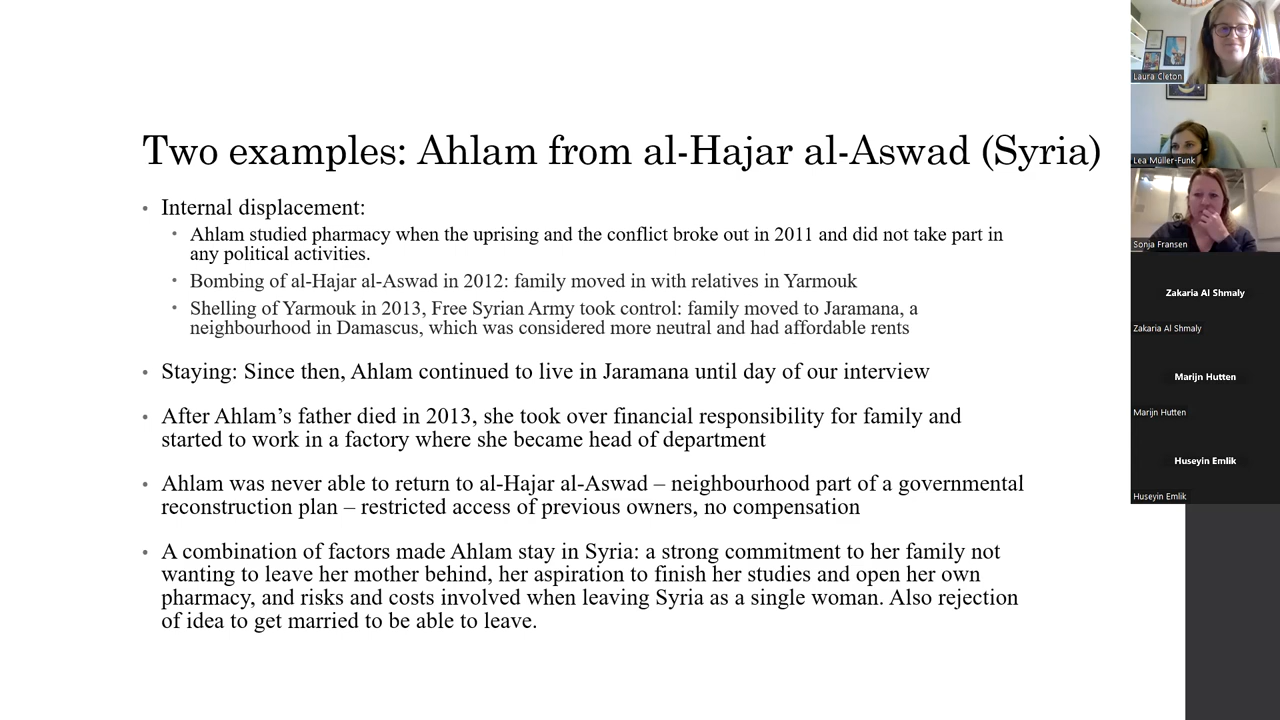 Two examples: Ahlam from al-Hajar al-Aswad (Syria)
• Internal displacement:
• Ahlam studied pharmacy when the uprising and the conflict broke out in 2011 and did not take part in
any political activities.
• Bombing of al-Hajar al-Aswad in 2012: family moved in with relatives in Yarmouk
• Shelling of Yarmouk in 2013, Free Syrian Army took control: family moved to Jaramana, a
neighbourhood in Damascus, which was considered more neutral and had affordable rents
• Staying: Since then, Ahlam continued to live in Jaramana until day of our interview
• After Ahlam’s father died in 2013, she took over financial responsibility for family and
started to work in a factory where she became head of department
• Ahlam was never able to return to al-Hajar al-Aswad – neighbourhood part of a governmental
reconstruction plan – restricted access of previous owners, no compensation
• A combination of factors made Ahlam stay in Syria: a strong commitment to her family not
wanting to leave her mother behind, her aspiration to finish her studies and open her own
pharmacy, and risks and costs involved when leaving Syria as a single woman. Also rejection
of idea to get married to be able to leave.
Laura Cleton
Lea Müller-Funk
Sonja Fransen
Zakaria Al Shmaly
Zakaria Al Shmaly
Marijn Hutten
Marijn Hutten
Huseyin Emlik
Huseyin Emlik